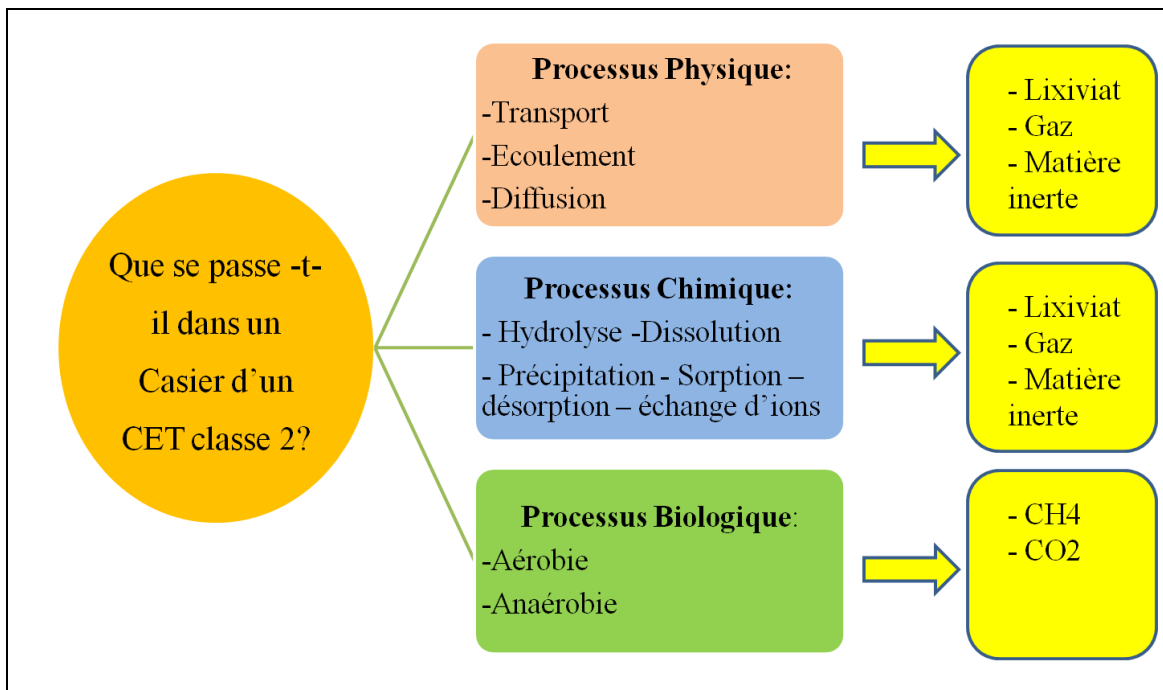 Que se passe -t-
il dans un
Casier d'un
CET classe 2?
Processus Physique:
-Transport
-Ecoulement
-Diffusion
- Lixiviat
- Gaz
- Matière
inerte
Processus Chimique:
- Hydrolyse -Dissolution
- Précipitation - Sorption –
désorption – échange d'ions
- Lixiviat
- Gaz
- Matière
inerte
Processus Biologique:
-Aérobie
-Anaérobie
- CH4
- CO2